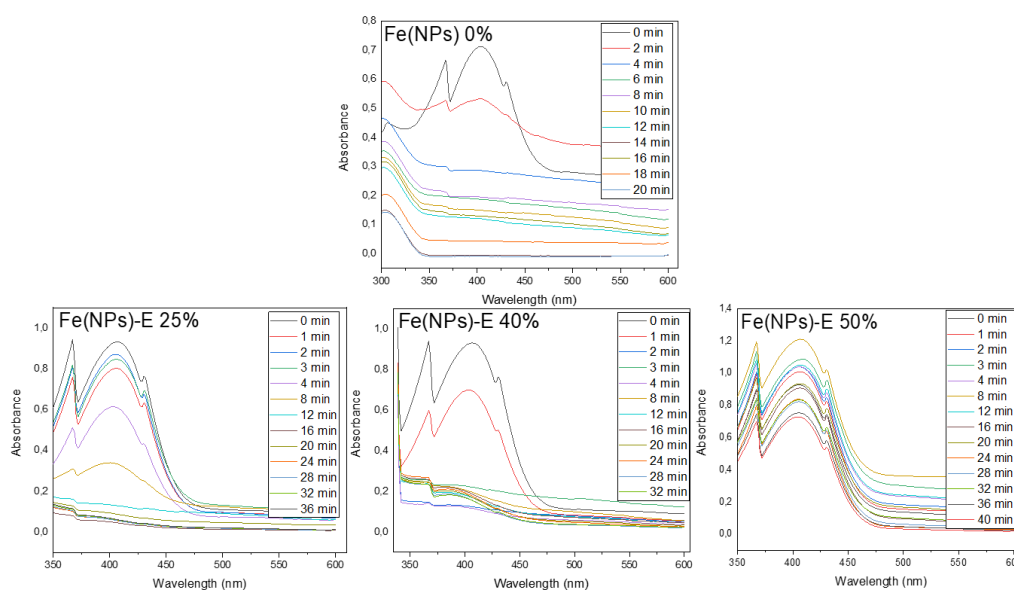 Fe(NPs) 0%
0 min
2 min
4 min
6 min
8 min
10 min
12 min
14 min
16 min
18 min
20 min
0,8
0,7
0,6
0,5
0,4
0,3
0,2
0,1
0,0
Absorbance
300 350 400 450 500 550 600
Wavelength (nm)
Fe(NPs)-E 25%
0 min
1 min
2 min
3 min
4 min
8 min
12 min
16 min
20 min
24 min
28 min
32 min
36 min
1,0
0,8
0,6
0,4
0,2
0,0
Absorbance
350 400 450 500 550 600
Wavelength (nm)
Fe(NPs)-E 40%
0 min
1 min
2 min
3 min
4 min
8 min
12 min
16 min
20 min
24 min
28 min
32 min
1,0
0,8
0,6
0,4
0,2
0,0
Absorbance
350 400 450 500 550 600
Wavelength (nm)
Fe(NPs)-E 50%
0 min
1 min
2 min
3 min
4 min
8 min
12 min
16 min
20 min
24 min
28 min
32 min
36 min
40 min
1,4
1,2
1,0
0,8
0,6
0,4
0,2
0,0
Absorbance
350 400 450 500 550 600
Wavelength (nm)